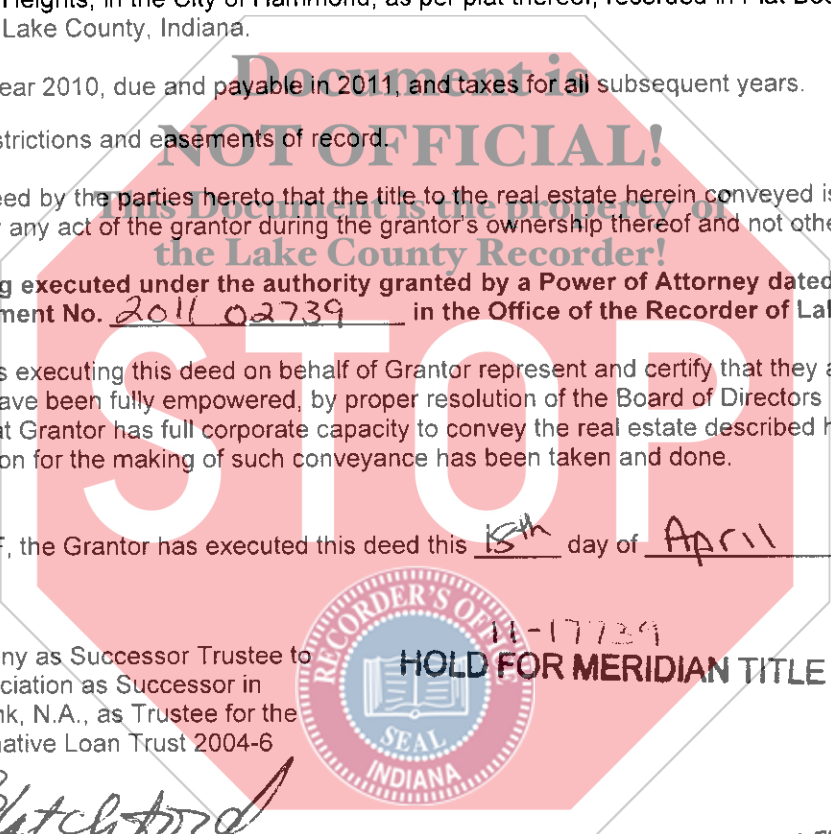 Heights, in the City of Hammond, as per plat thereof, recorded in Plat
Lake County, Indiana.
Document is
ear 2010, due and payable in 2011, and taxes for all subsequent years.
NOT OFFICIAL!
strictions and easements of record.
eed by the parties hereto that the title to the real estate herein conveyed is
This Document is the property of
any act of the grantor during the grantor's ownership thereof and not othe
the Lake County Recorder!
g executed under the authority granted by a Power of Attorney dated
ment No. 2011 02739 in the Office of the Recorder of Lal
STOP
s executing this deed on behalf of Grantor represent and certify that they a
ave been fully empowered, by proper resolution of the Board of Directors
at Grantor has full corporate capacity to convey the real estate described h
on for the making of such conveyance has been taken and done.
, the Grantor has executed this deed this 15th day of April
RECORDER'S OFFICE
SEAL
INDIANA
11-17739
HOLD FOR MERIDIAN TITLE
ny as Successor Trustee to
ciation as Successor in
nk, N.A., as Trustee for the
native Loan Trust 2004-6